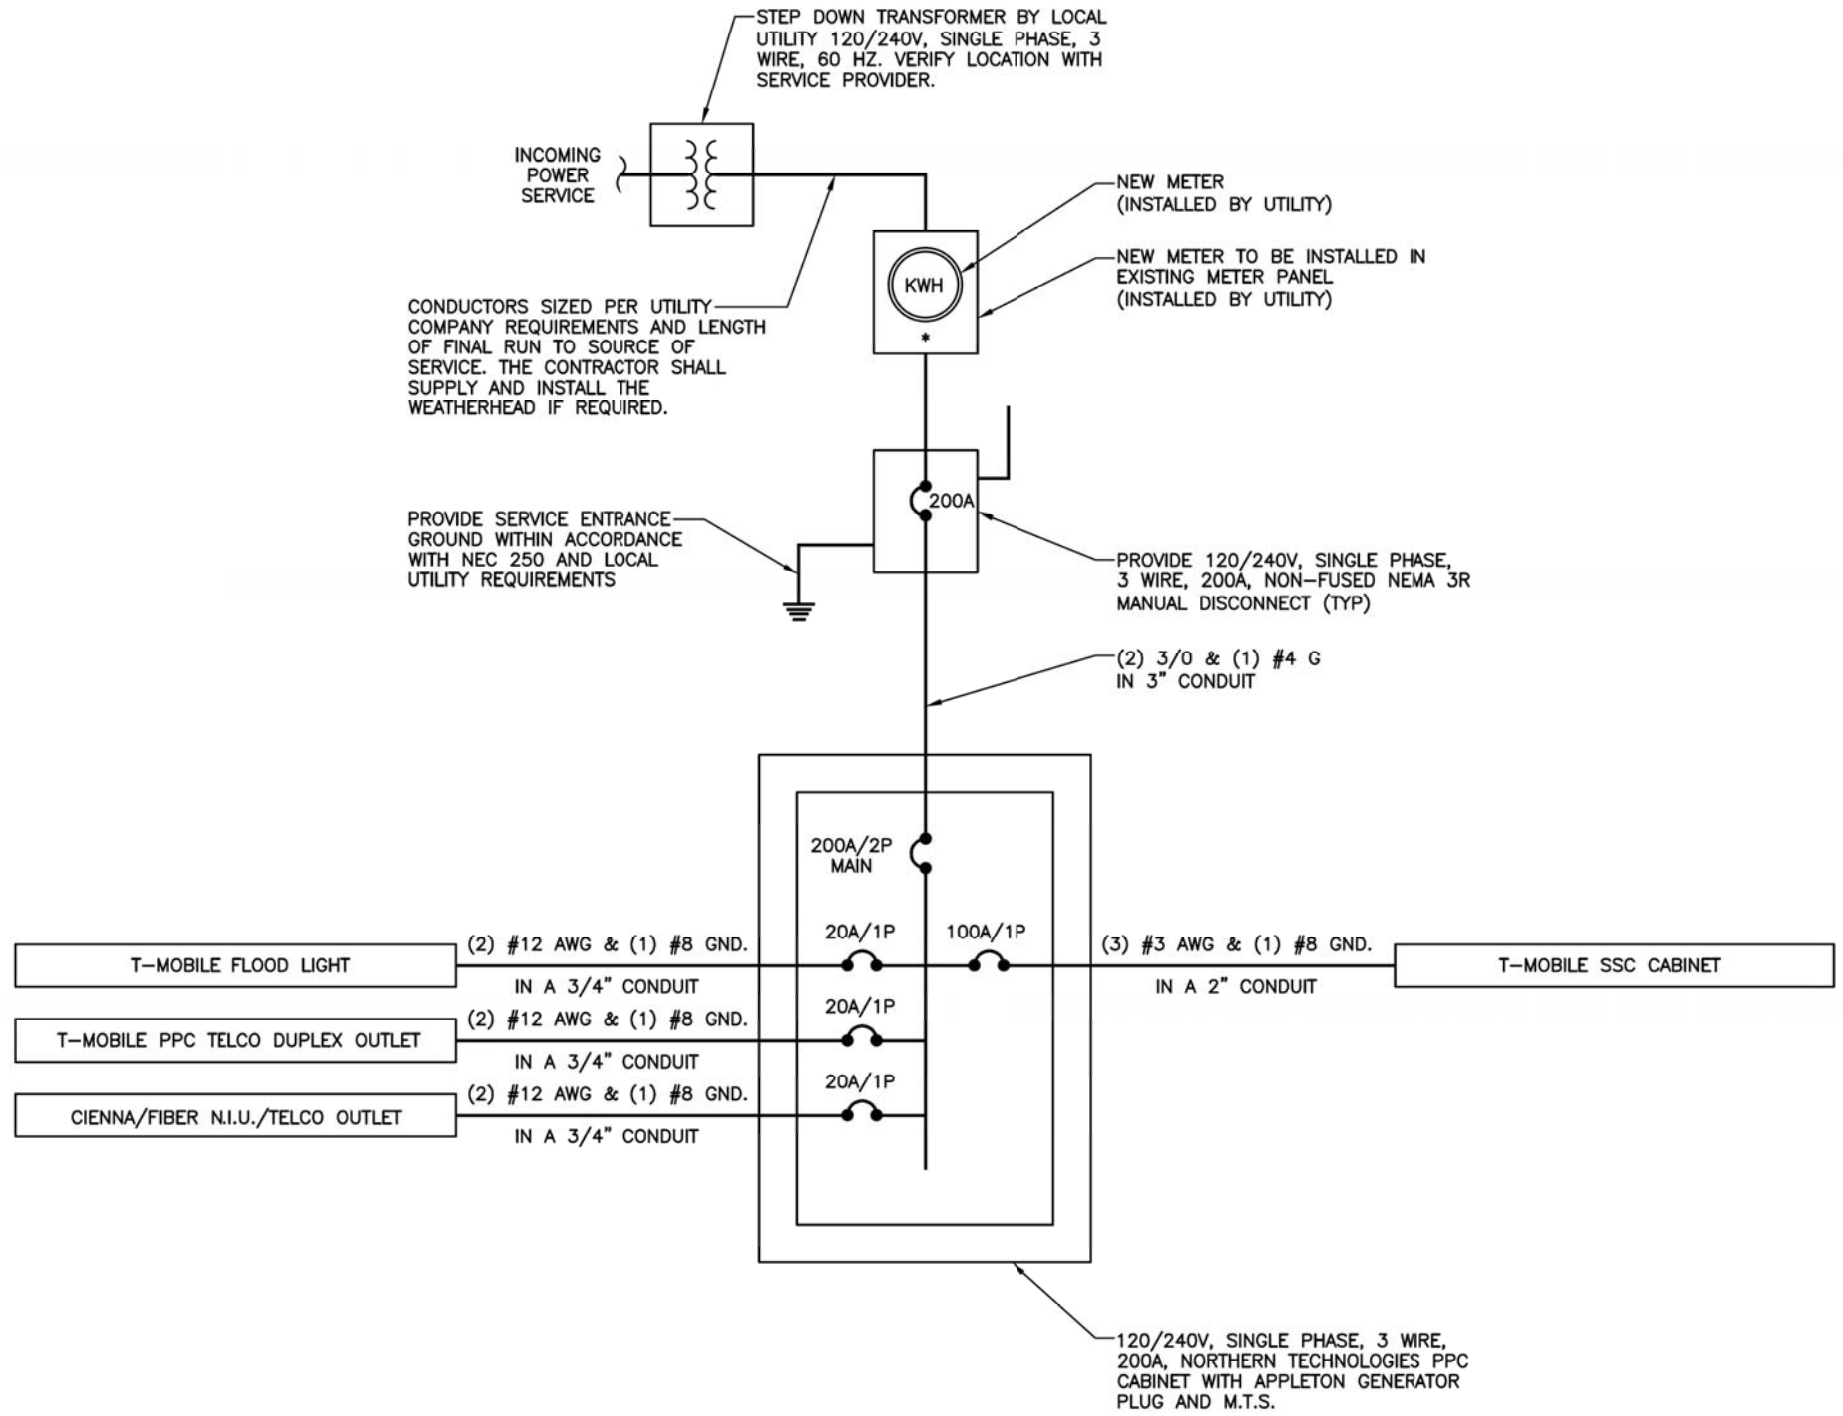 STEP DOWN TRANSFORMER BY LOCAL
UTILITY 120/240V, SINGLE PHASE, 3
WIRE, 60 HZ. VERIFY LOCATION WITH
SERVICE PROVIDER.
INCOMING
POWER
SERVICE
NEW METER
(INSTALLED BY UTILITY)
KWH
*
NEW METER TO BE INSTALLED IN
EXISTING METER PANEL
(INSTALLED BY UTILITY)
CONDUCTORS SIZED PER UTILITY
COMPANY REQUIREMENTS AND LENGTH
OF FINAL RUN TO SOURCE OF
SERVICE. THE CONTRACTOR SHALL
SUPPLY AND INSTALL THE
WEATHERHEAD IF REQUIRED.
200A
PROVIDE SERVICE ENTRANCE
GROUND WITHIN ACCORDANCE
WITH NEC 250 AND LOCAL
UTILITY REQUIREMENTS
PROVIDE 120/240V, SINGLE PHASE,
3 WIRE, 200A, NON-FUSED NEMA 3R
MANUAL DISCONNECT (TYP)
(2) 3/0 & (1) #4 G
IN 3" CONDUIT
200A/2P
MAIN
T-MOBILE FLOOD LIGHT
(2) #12 AWG & (1) #8 GND.
IN A 3/4" CONDUIT
20A/1P
100A/1P
(3) #3 AWG & (1) #8 GND.
IN A 2" CONDUIT
T-MOBILE SSC CABINET
T-MOBILE PPC TELCO DUPLEX OUTLET
(2) #12 AWG & (1) #8 GND.
IN A 3/4" CONDUIT
20A/1P
CIENNA/FIBER N.I.U./TELCO OUTLET
(2) #12 AWG & (1) #8 GND.
IN A 3/4" CONDUIT
20A/1P
120/240V, SINGLE PHASE, 3 WIRE,
200A, NORTHERN TECHNOLOGIES PPC
CABINET WITH APPLETON GENERATOR
PLUG AND M.T.S.